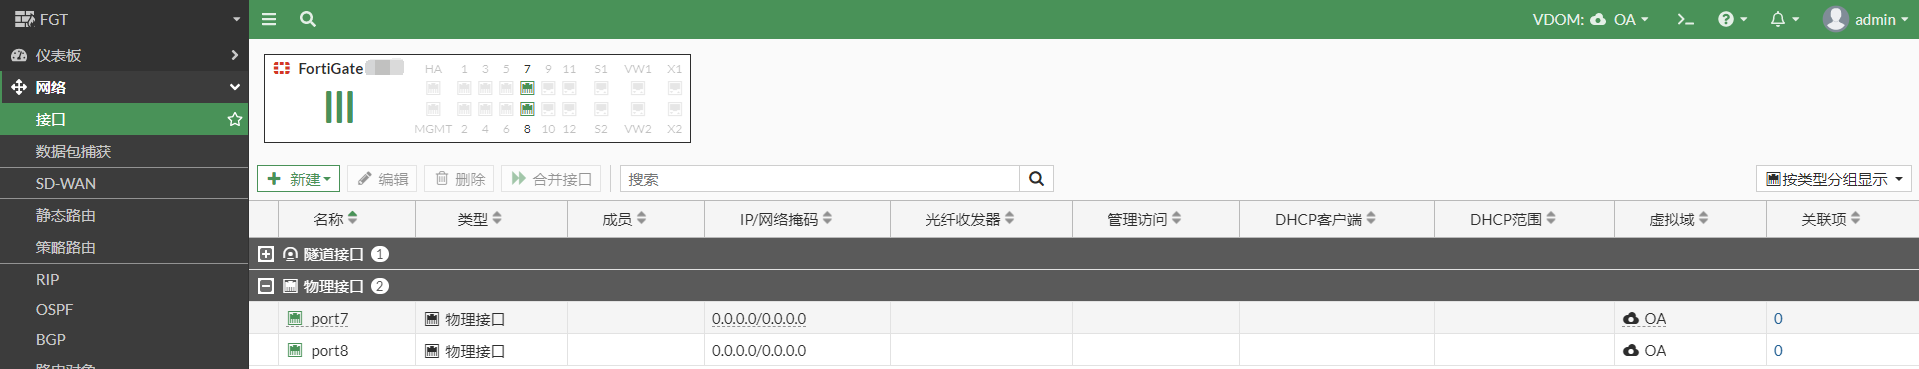 FGT
VDOM: OA
admin
仪表板
网络
接口
数据包捕获
SD-WAN
静态路由
策略路由
RIP
OSPF
BGP
FortiGate
HA 1 3 5 7 9 11 S1 VW1 X1
MGMT 2 4 6 8 10 12 S2 VW2 X2
新建 编辑 删除 合并接口 搜索 按类型分组显示
名称 类型 成员 IP/网络掩码 光纤收发器 管理访问 DHCP客户端 DHCP范围 虚拟域 关联项
隧道接口 1
物理接口 2
port7 物理接口 0.0.0.0/0.0.0.0 OA 0
port8 物理接口 0.0.0.0/0.0.0.0 OA 0